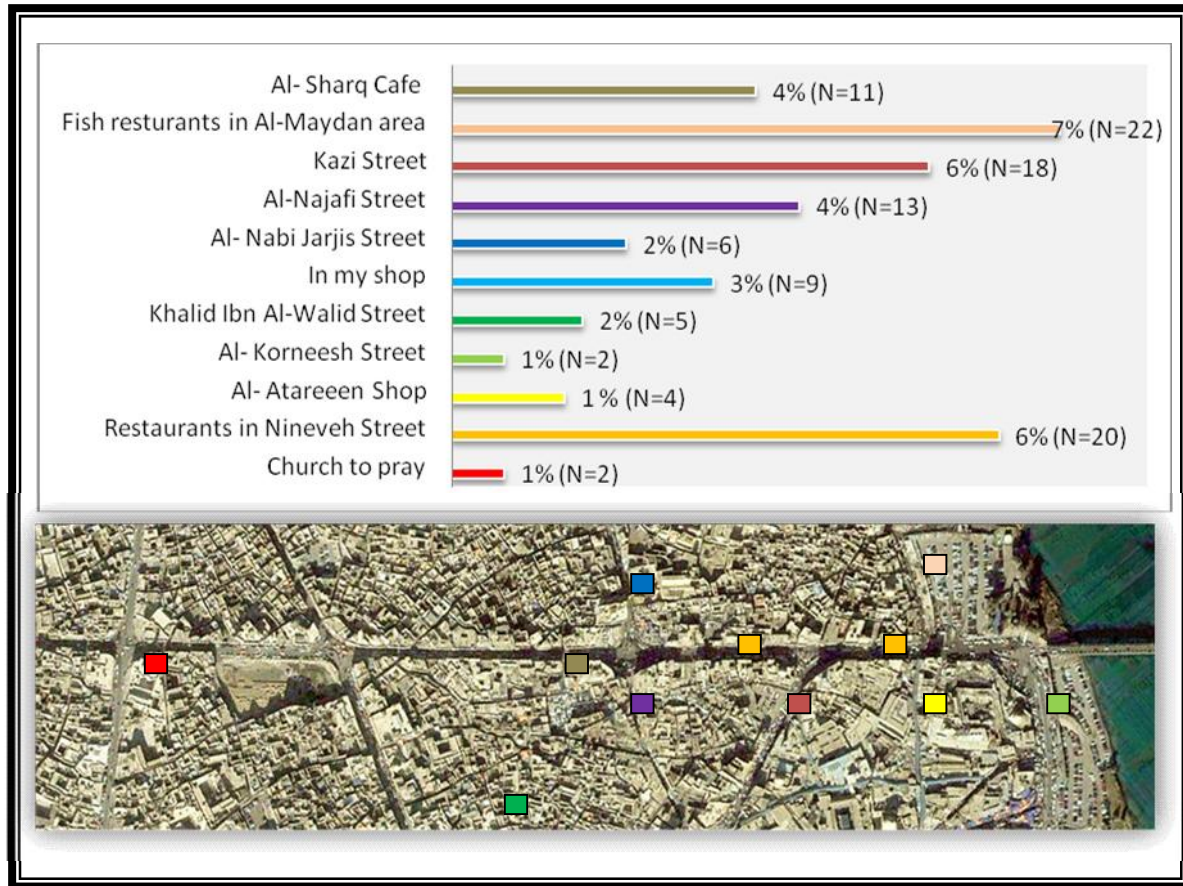 Al- Sharq Cafe 4% (N=11)
Fish resturants in Al-Maydan area 7% (N=22)
Kazi Street 6% (N=18)
Al-Najafi Street 4% (N=13)
Al- Nabi Jarjis Street 2% (N=6)
In my shop 3% (N=9)
Khalid Ibn Al-Walid Street 2% (N=5)
Al- Korneesh Street 1% (N=2)
Al- Atareeen Shop 1% (N=4)
Restaurants in Nineveh Street 6% (N=20)
Church to pray 1% (N=2)